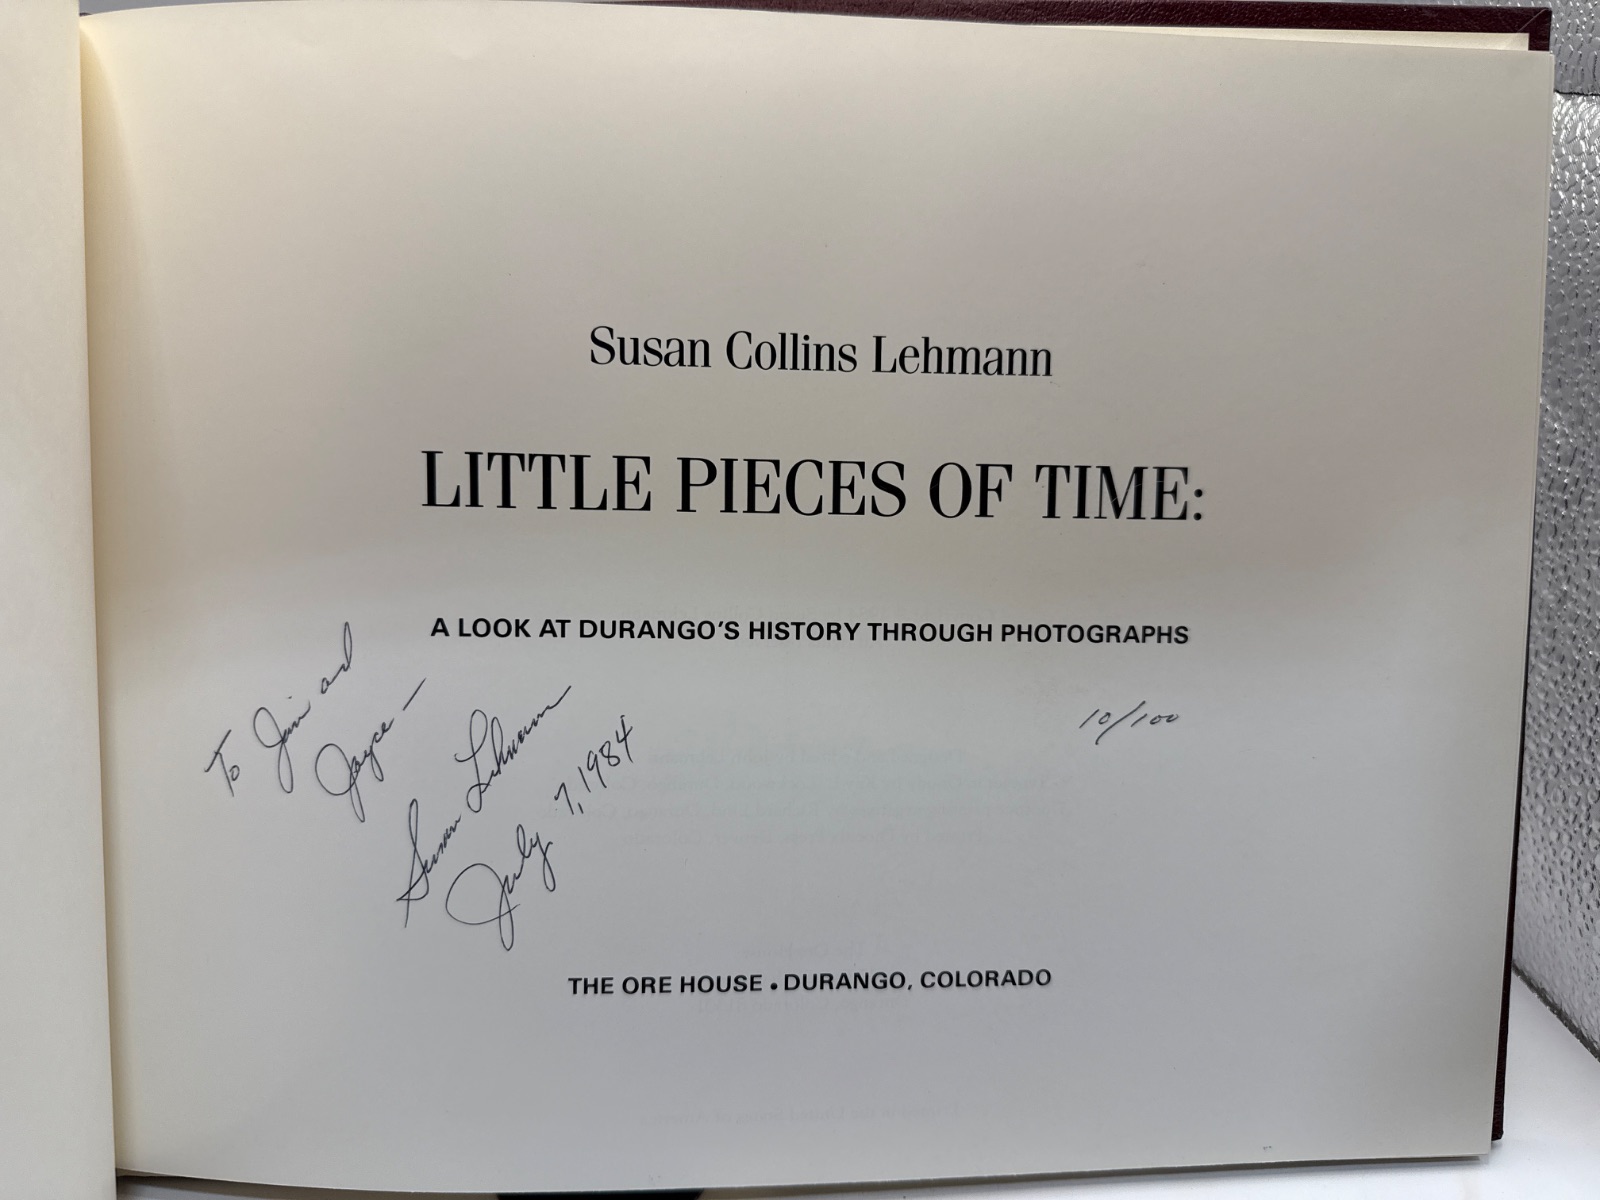 Susan Collins Lehmann
LITTLE PIECES OF TIME:
A LOOK AT DURANGO'S HISTORY THROUGH PHOTOGRAPHS
To Jim and
Joyce —
Susan Lehmann
July 7, 1984
10/100
THE ORE HOUSE • DURANGO, COLORADO